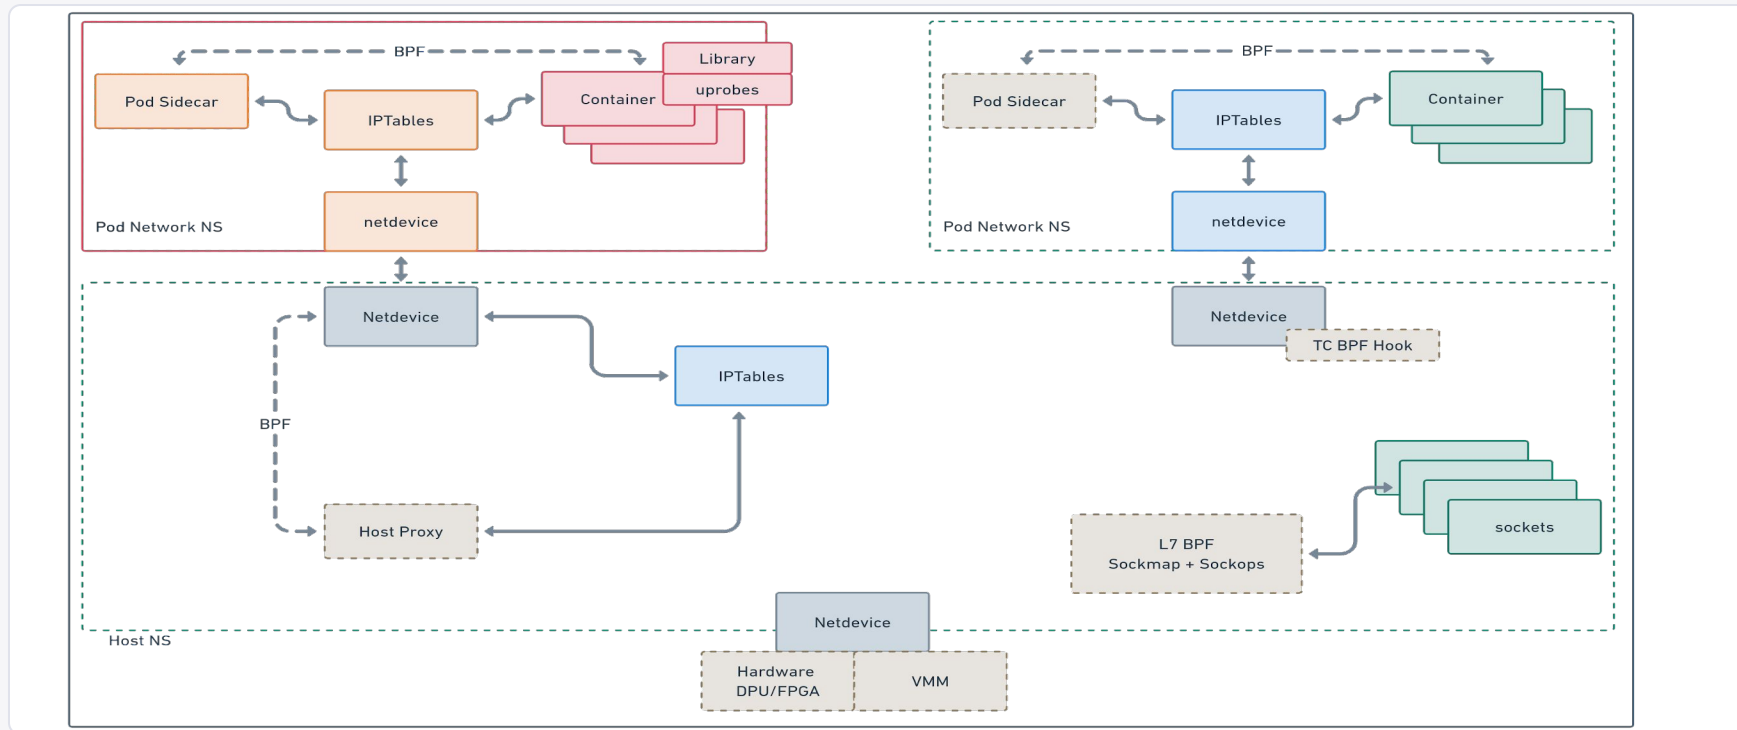 BPF
Library
uprobes
Pod Sidecar
IPTables
Container
netdevice
Pod Network NS
BPF
Pod Sidecar
IPTables
Container
netdevice
Pod Network NS
Netdevice
IPTables
BPF
Host Proxy
Netdevice
TC BPF Hook
L7 BPF
Sockmap + Sockops
sockets
Netdevice
Host NS
Hardware
DPU/FPGA
VMM